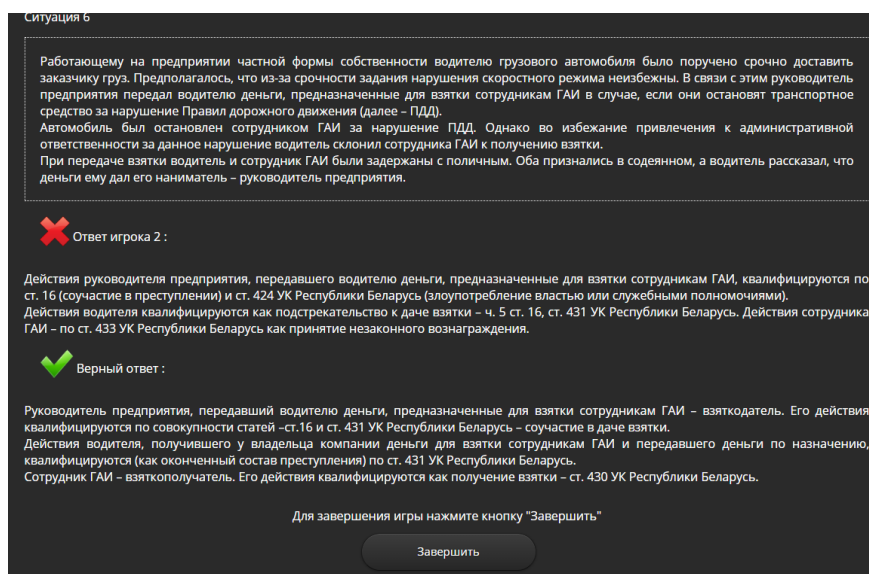 Ситуация 6
Работающему на предприятии частной формы собственности водителю грузового автомобиля было поручено срочно доставить
заказчику груз. Предполагалось, что из-за срочности задания нарушения скоростного режима неизбежны. В связи с этим руководитель
предприятия передал водителю деньги, предназначенные для взятки сотрудникам ГАИ в случае, если они остановят транспортное
средство за нарушение Правил дорожного движения (далее – ПДД).
Автомобиль был остановлен сотрудником ГАИ за нарушение ПДД. Однако во избежание привлечения к административной
ответственности за данное нарушение водитель склонил сотрудника ГАИ к получению взятки.
При передаче взятки водитель и сотрудник ГАИ были задержаны с поличным. Оба признались в содеянном, а водитель рассказал, что
деньги ему дал его наниматель – руководитель предприятия.
Ответ игрока 2 :
Действия руководителя предприятия, передавшего водителю деньги, предназначенные для взятки сотрудникам ГАИ, квалифицируются по
ст. 16 (соучастие в преступлении) и ст. 424 УК Республики Беларусь (злоупотребление властью или служебными полномочиями).
Действия водителя квалифицируются как подстрекательство к даче взятки – ч. 5 ст. 16, ст. 431 УК Республики Беларусь. Действия сотрудника
ГАИ – по ст. 433 УК Республики Беларусь как принятие незаконного вознаграждения.
Верный ответ :
Руководитель предприятия, передавший водителю деньги, предназначенные для взятки сотрудникам ГАИ – взяткодатель. Его действия
квалифицируются по совокупности статей –ст.16 и ст. 431 УК Республики Беларусь – соучастие в даче взятки.
Действия водителя, получившего у владельца компании деньги для взятки сотрудникам ГАИ и передавшего деньги по назначению,
квалифицируются (как оконченный состав преступления) по ст. 431 УК Республики Беларусь.
Сотрудник ГАИ – взяткополучатель. Его действия квалифицируются как получение взятки – ст. 430 УК Республики Беларусь.
Для завершения игры нажмите кнопку "Завершить"
Завершить